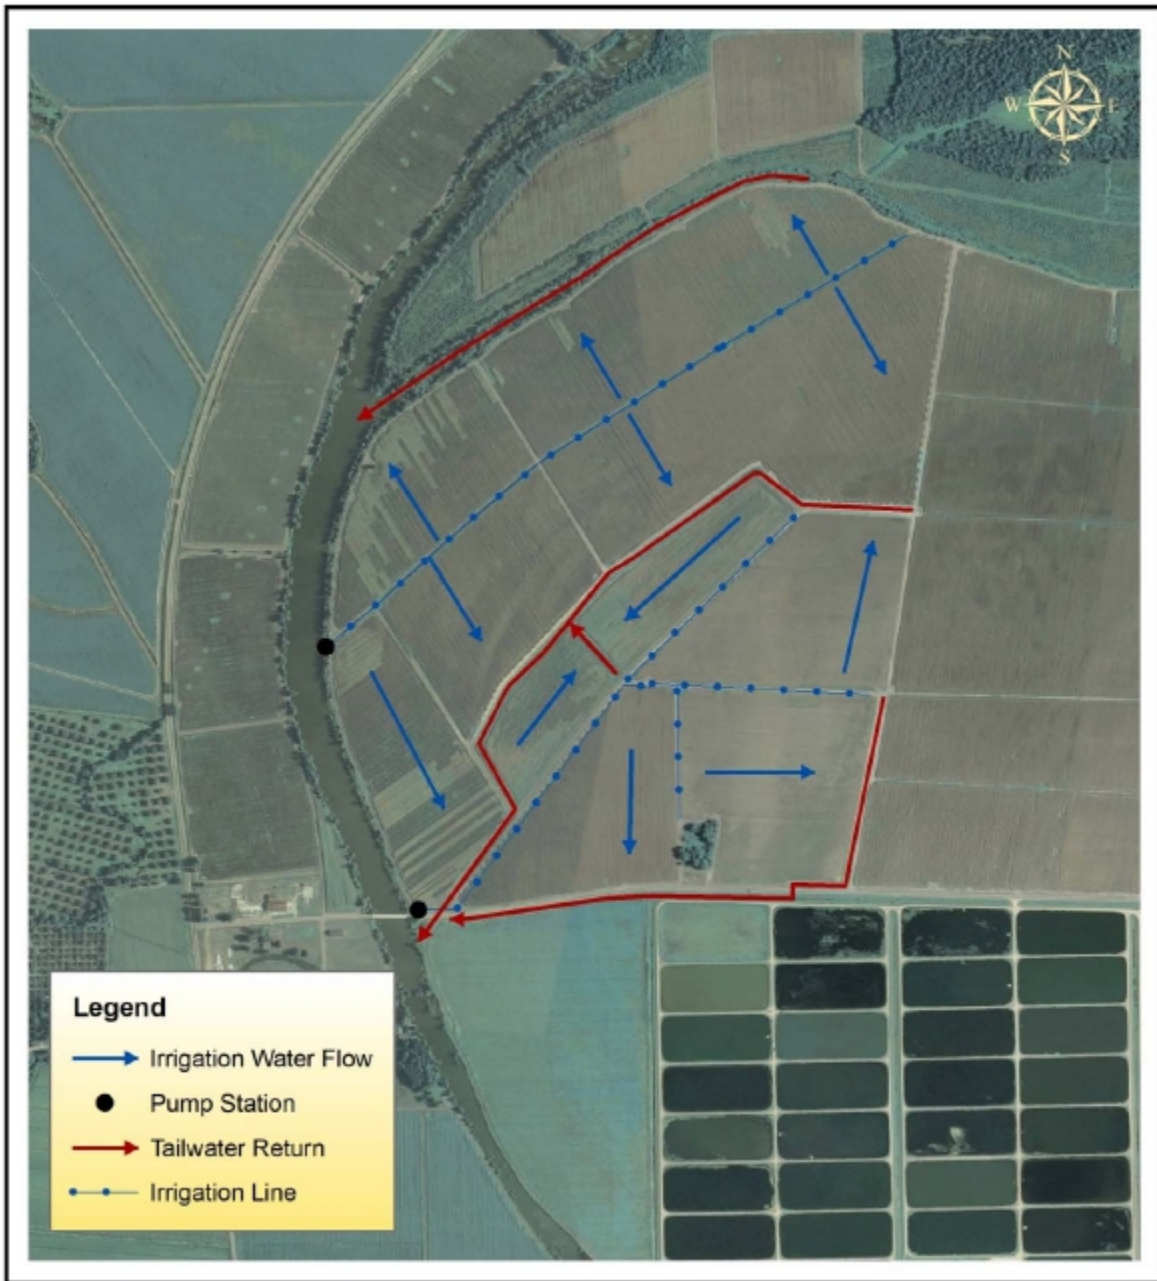 N
W E
S
Legend
Irrigation Water Flow
Pump Station
Tailwater Return
Irrigation Line